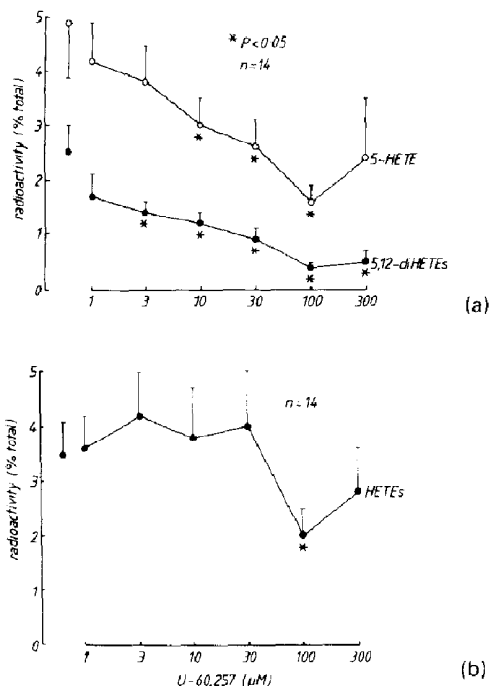 5
* P<0·05
n=14
4
3
2
1
0
radioactivity (% total)
* * * * * * * *
5-HETE
5,12-diHETEs
1 3 10 30 100 300
(a)
5
n=14
4
3
2
1
0
radioactivity (% total)
HETEs
*
1 3 10 30 100 300
U-60,257 (μM)
(b)